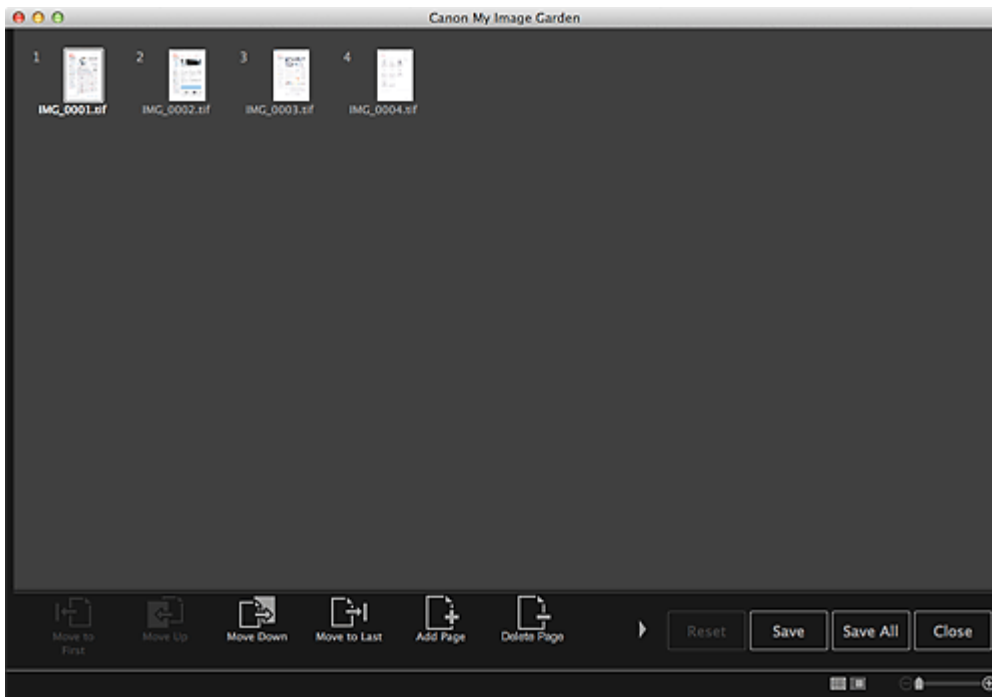 Canon My Image Garden
1 2 3 4
IMG_0001.tif IMG_0002.tif IMG_0003.tif IMG_0004.tif
Move to First Move Up Move Down Move to Last Add Page Delete Page Reset Save Save All Close